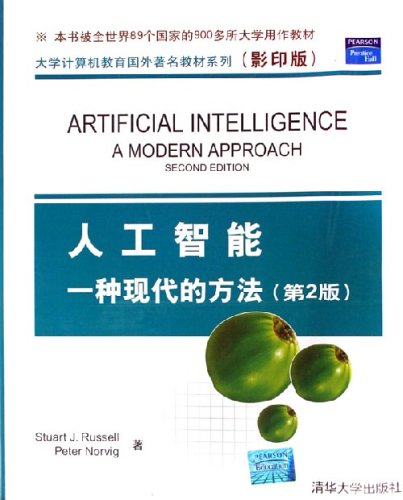 ※ 本书被全世界89个国家的900多所大学用作教材
大学计算机教育国外著名教材系列(影印版)
PEARSON
Prentice
Hall
ARTIFICIAL INTELLIGENCE
A MODERN APPROACH
SECOND EDITION
人工智能
一种现代的方法(第2版)
Stuart J. Russell
Peter Norvig
著
PEARSON
Education
清华大学出版社